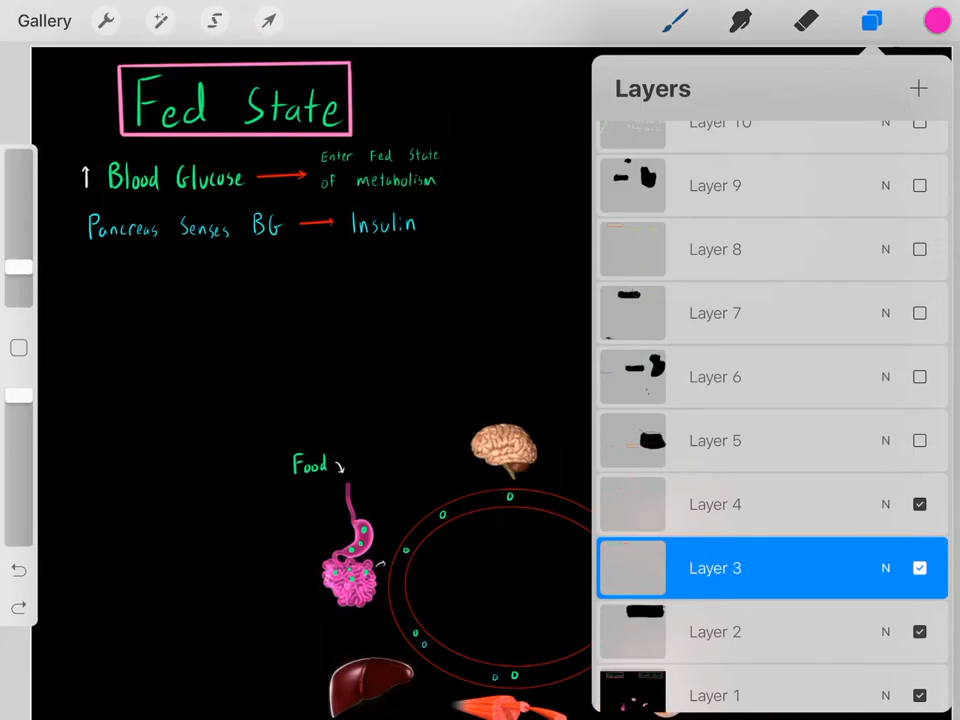 Gallery
Fed State
↑ Blood Glucose → Enter Fed State
of metabolism
Pancreas Senses BG → Insulin
Food
Layers
Layer 10 N
Layer 9 N
Layer 8 N
Layer 7 N
Layer 6 N
Layer 5 N
Layer 4 N
Layer 3 N
Layer 2 N
Layer 1 N